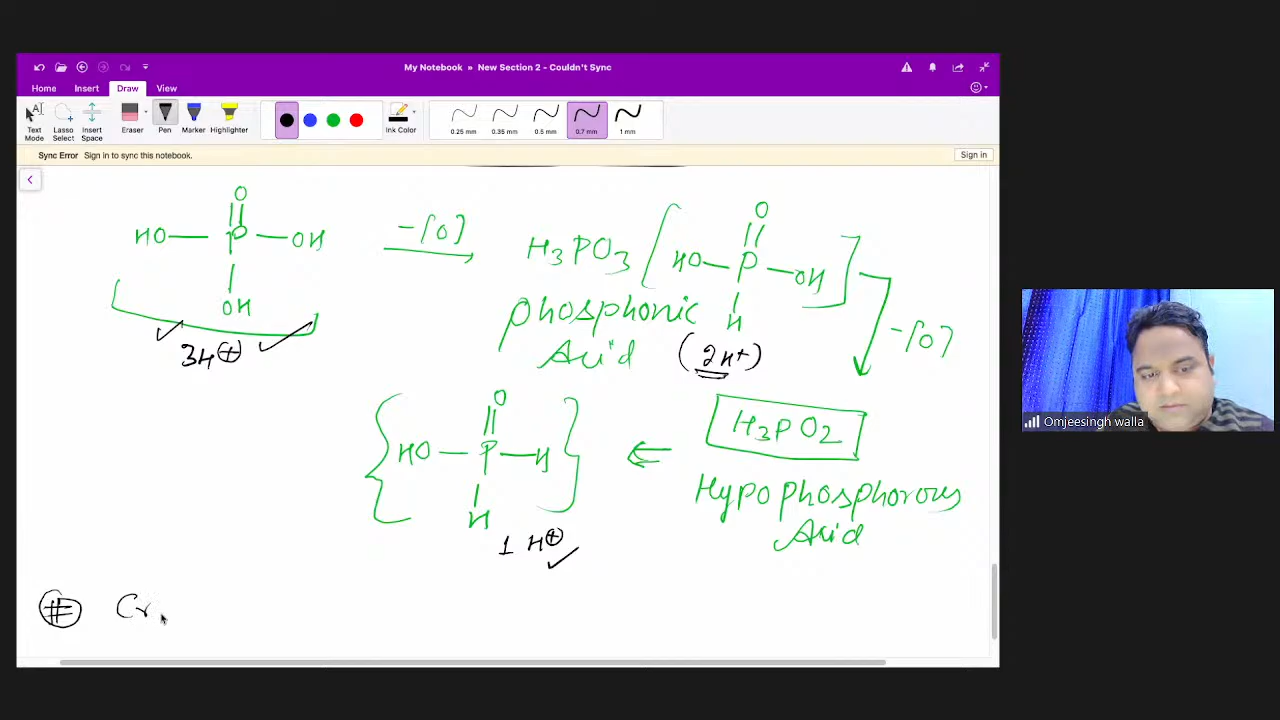 My Notebook » New Section 2 - Couldn't Sync
Home Insert Draw View
Text Mode
Lasso Select
Insert Space
Eraser
Pen
Marker
Highlighter
Ink Color
0.25 mm
0.35 mm
0.5 mm
0.7 mm
1 mm
Sync Error Sign in to sync this notebook.
Sign in
O
HO P OH
OH
3H⊕
-[O]
H3PO3
O
HO P OH
H
Phosphonic
Acid
(2H+)
-[O]
H3PO2
Hypophosphorous
Acid
O
HO P H
H
1 H⊕
# Cr
Omjeesingh walla